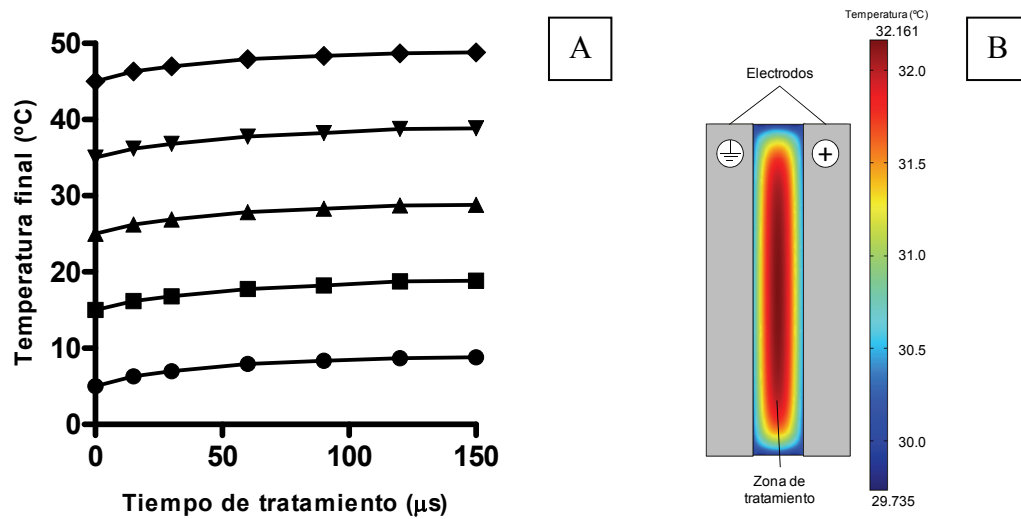 50
40
30
20
10
0
Temperatura final (ºC)
0
50
100
150
Tiempo de tratamiento (μs)
A
Electrodos
+
Zona de
tratamiento
Temperatura (ºC)
32.161
32.0
31.5
31.0
30.5
30.0
29.735
B